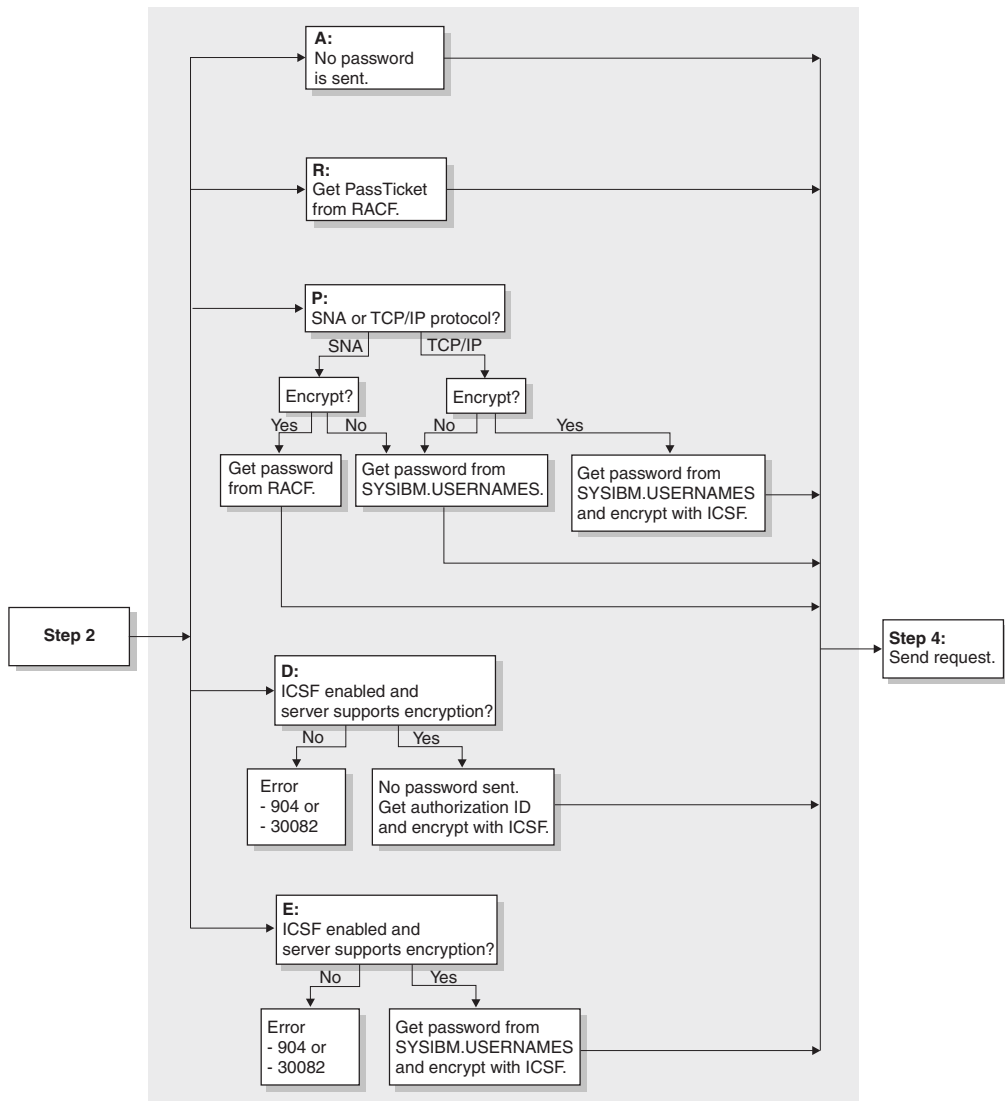 A:
No password
is sent.
R:
Get PassTicket
from RACF.
P:
SNA or TCP/IP protocol?
SNA
TCP/IP
Encrypt?
Encrypt?
Yes
No
No
Yes
Get password
from RACF.
Get password from
SYSIBM.USERNAMES.
Get password from
SYSIBM.USERNAMES
and encrypt with ICSF.
Step 2
Step 4:
Send request.
D:
ICSF enabled and
server supports encryption?
No
Yes
Error
- 904 or
- 30082
No password sent.
Get authorization ID
and encrypt with ICSF.
E:
ICSF enabled and
server supports encryption?
No
Yes
Error
- 904 or
- 30082
Get password from
SYSIBM.USERNAMES
and encrypt with ICSF.